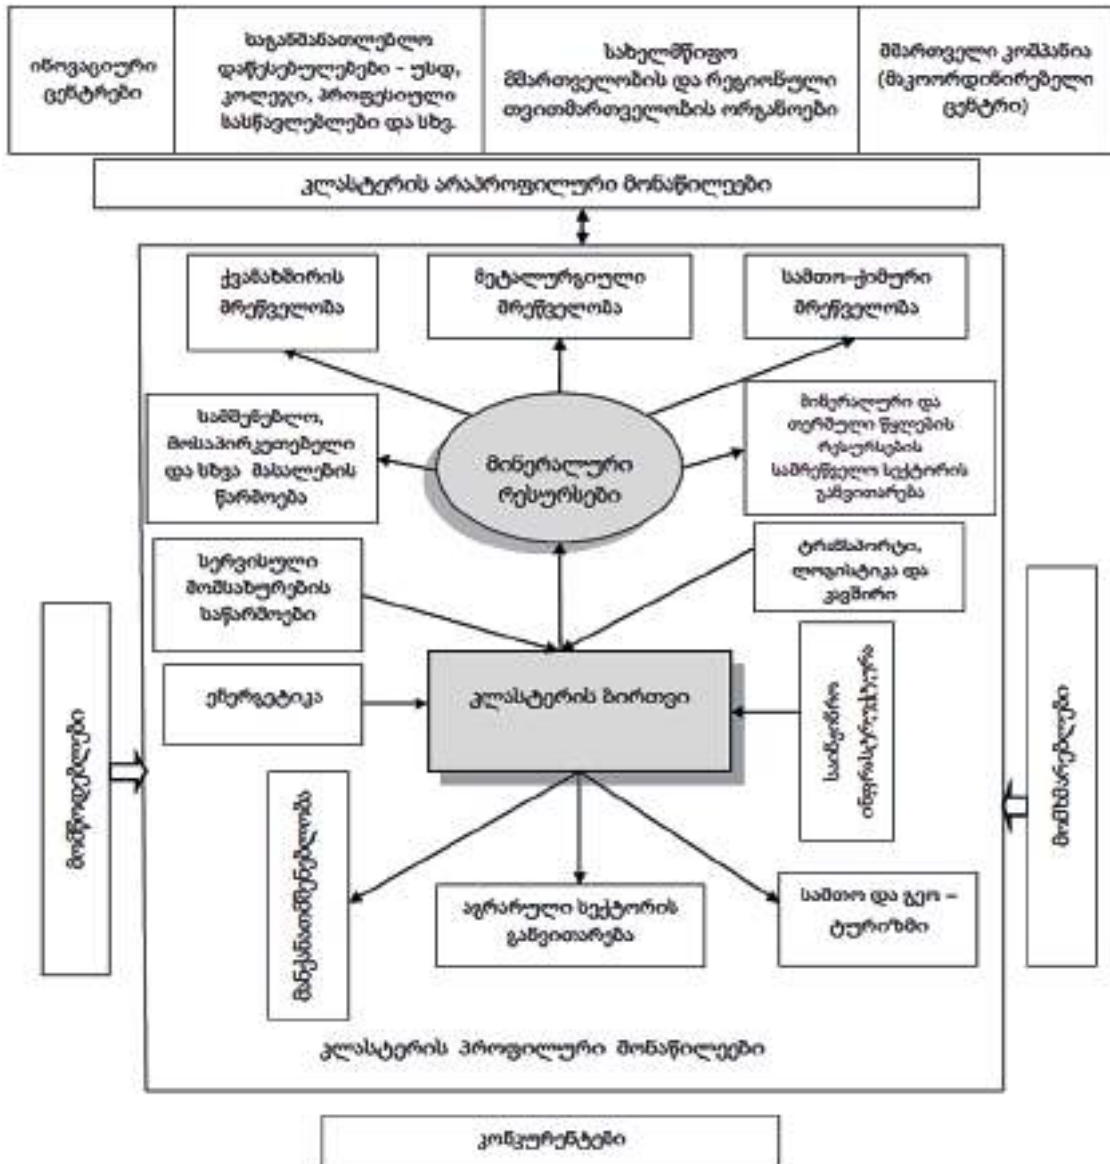 ინოვაციური
ცენტრები
საგანმანათლებლო
დაწესებულებები – უსდ,
კოლეჯი, პროფესიული
სასწავლებლები და სხვ.
სახელმწიფო
მმართველობის და რეგიონული
თვითმართველობის ორგანოები
მმართველი კომპანია
(მაკოორდინირებელი
ცენტრი)
კლასტერის არაპროფილური მონაწილეები
ქვანახშირის
მრეწველობა
მეტალურგიული
მრეწველობა
სამთო-ქიმური
მრეწველობა
სამშენებლო,
მოსაპირკეთებელი
და სხვა მასალების
წარმოება
მინერალური
რესურსები
მინერალური და
თერმული წყლების
რესურსების
სამრეწველო სექტორის
განვითარება
სერვისული
მომსახურების
საწარმოები
ტრანსპორტი,
ლოგისტიკა და
კავშირი
ენერგეტიკა
კლასტერის ბირთვი
საინჟინრო
ინფრასტრუქტურა
მომწოდებლები
მომხმარებლები
მანქანათმშენებლობა
აგრარული სექტორის
განვითარება
სამთო და გეო –
ტურიზმი
კლასტერის პროფილური მონაწილეები
კონკურენტები